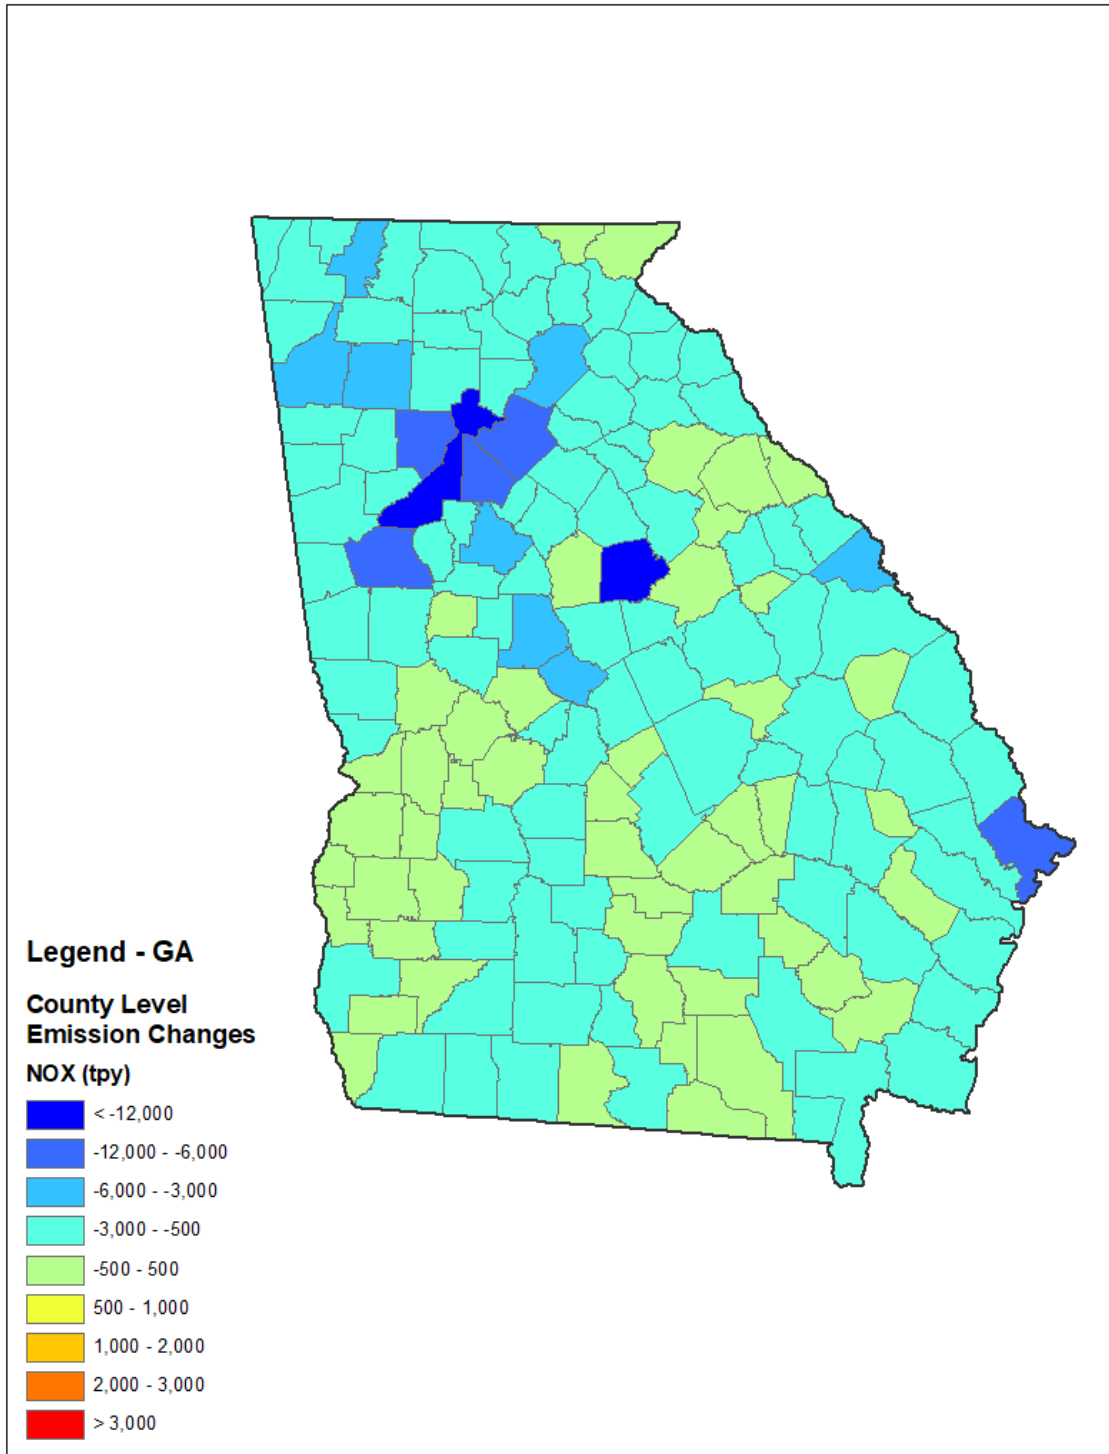 Legend - GA
County Level
Emission Changes
NOX (tpy)
< -12,000
-12,000 - -6,000
-6,000 - -3,000
-3,000 - -500
-500 - 500
500 - 1,000
1,000 - 2,000
2,000 - 3,000
> 3,000